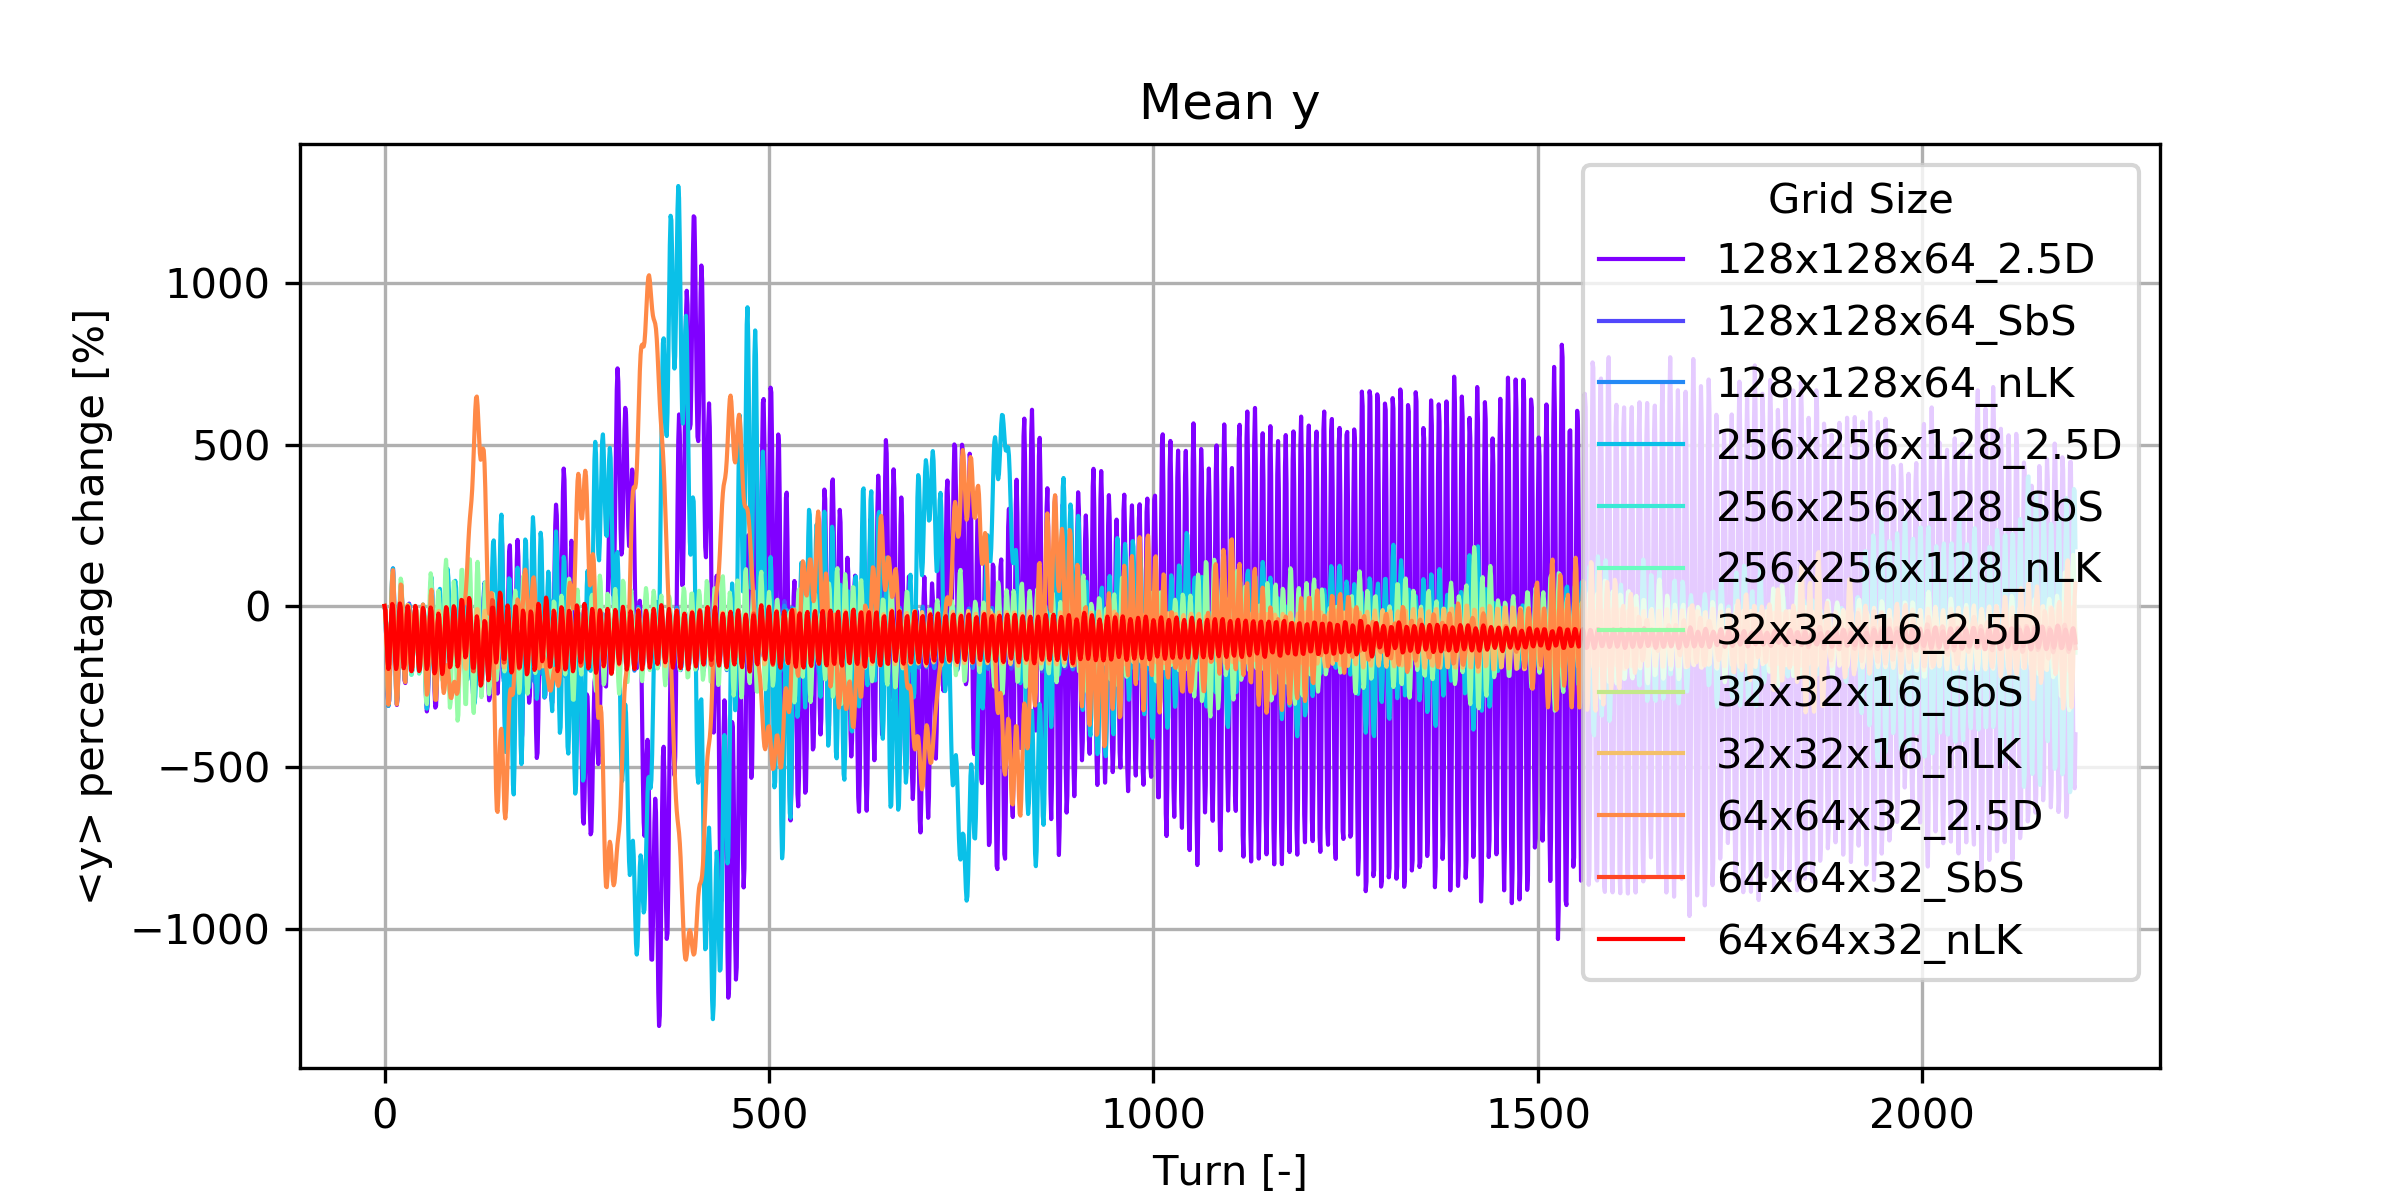 Mean y
<y> percentage change [%]
1000
500
0
−500
−1000
0
500
1000
1500
2000
Turn [-]
Grid Size
128x128x64_2.5D
128x128x64_SbS
128x128x64_nLK
256x256x128_2.5D
256x256x128_SbS
256x256x128_nLK
32x32x16_2.5D
32x32x16_SbS
32x32x16_nLK
64x64x32_2.5D
64x64x32_SbS
64x64x32_nLK